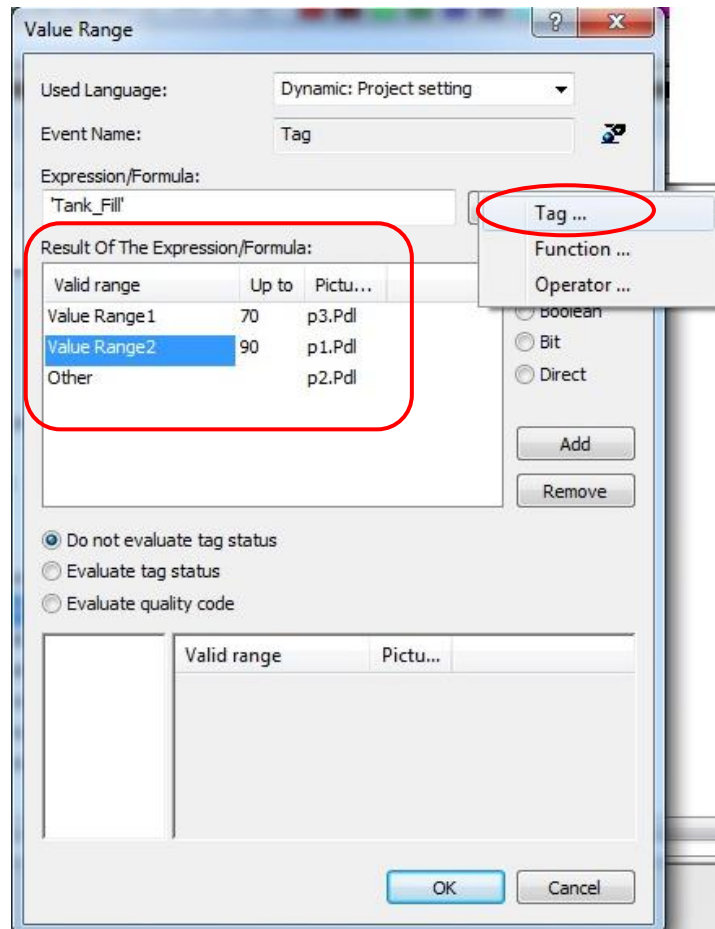 Value Range
Used Language: Dynamic: Project setting
Event Name: Tag
Expression/Formula:
'Tank_Fill'
Tag ...
Function ...
Operator ...
Result Of The Expression/Formula:
Valid range Up to Pictu...
Value Range1 70 p3.Pdl
Boolean
Value Range2 90 p1.Pdl
Bit
Other p2.Pdl
Direct
Add
Remove
Do not evaluate tag status
Evaluate tag status
Evaluate quality code
Valid range Pictu...
OK Cancel